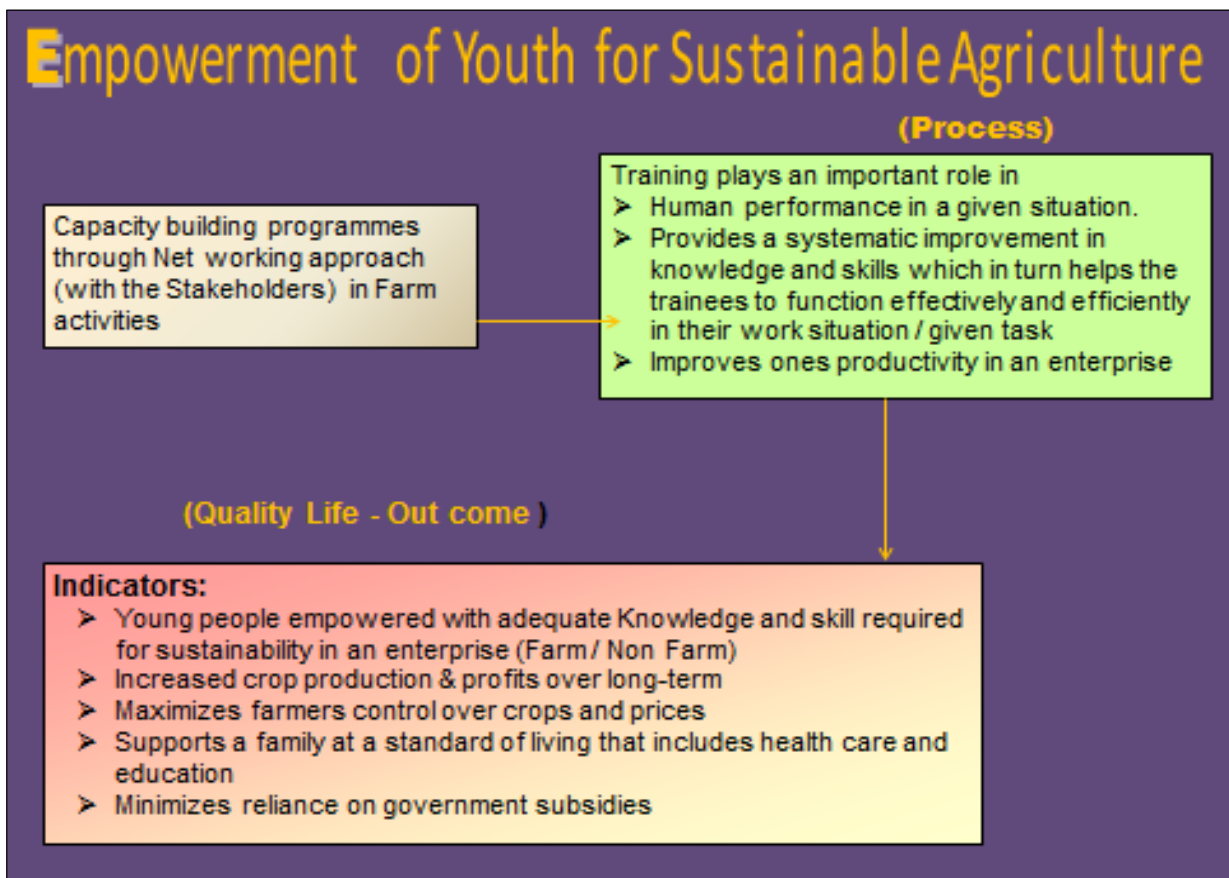 Empowerment of Youth for Sustainable Agriculture
(Process)
Capacity building programmes
through Net working approach
(with the Stakeholders) in Farm
activities
Training plays an important role in
➢ Human performance in a given situation.
➢ Provides a systematic improvement in
knowledge and skills which in turn helps the
trainees to function effectively and efficiently
in their work situation / given task
➢ Improves ones productivity in an enterprise
(Quality Life - Out come )
Indicators:
➢ Young people empowered with adequate Knowledge and skill required
for sustainability in an enterprise (Farm / Non Farm)
➢ Increased crop production & profits over long-term
➢ Maximizes farmers control over crops and prices
➢ Supports a family at a standard of living that includes health care and
education
➢ Minimizes reliance on government subsidies